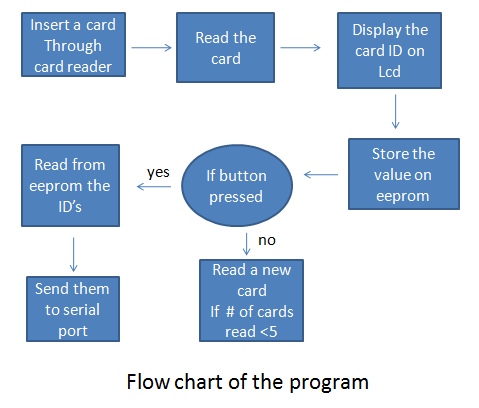 Insert a card
Through
card reader
Read the
card
Display the
card ID on
Lcd
Store the
value on
eeprom
If button
pressed
yes
Read from
eeprom the
ID's
no
Send them
to serial
port
Read a new
card
If # of cards
read <5
Flow chart of the program